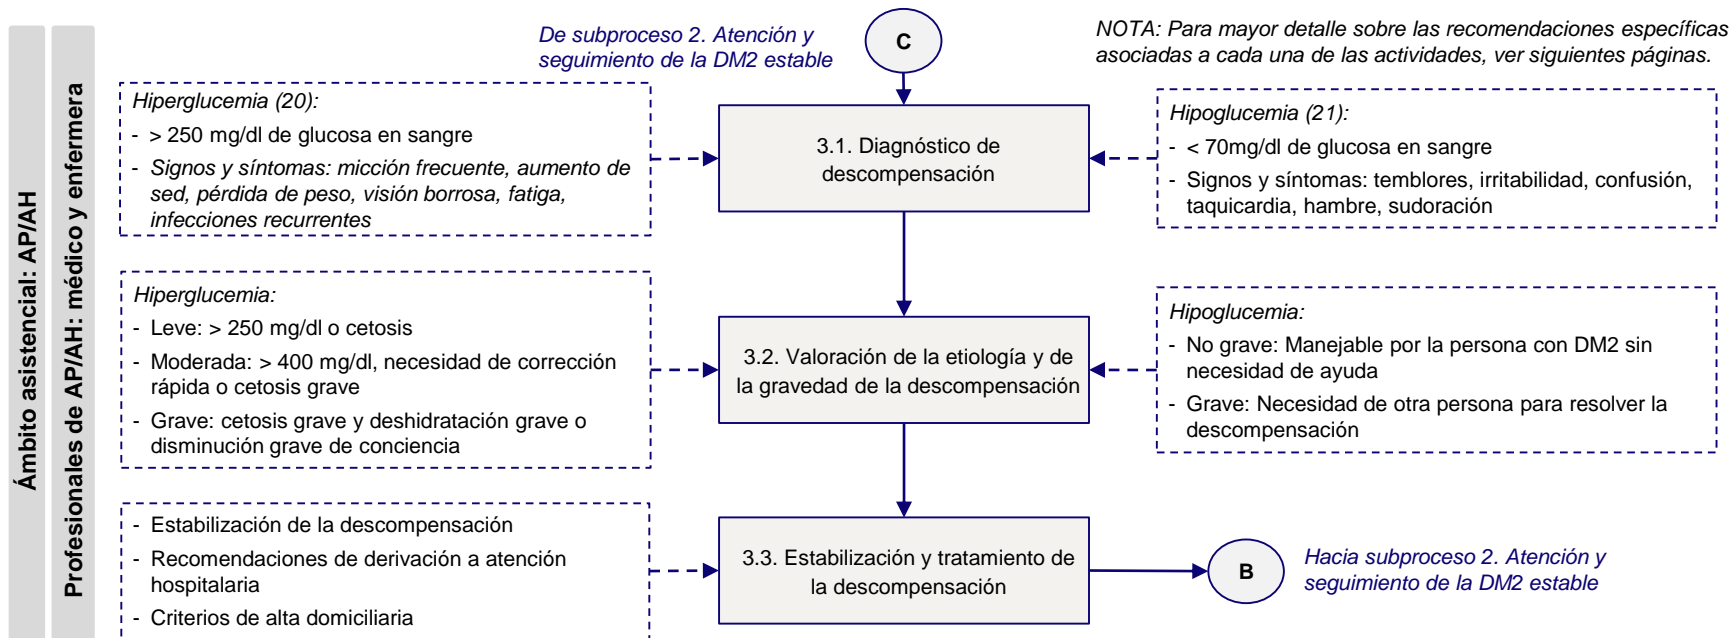 Ámbito asistencial: AP/AH
Profesionales de AP/AH: médico y enfermera
De subproceso 2. Atención y
seguimiento de la DM2 estable
C
NOTA: Para mayor detalle sobre las recomendaciones específicas
asociadas a cada una de las actividades, ver siguientes páginas.
Hiperglucemia (20):
- > 250 mg/dl de glucosa en sangre
- Signos y síntomas: micción frecuente, aumento de
sed, pérdida de peso, visión borrosa, fatiga,
infecciones recurrentes
3.1. Diagnóstico de
descompensación
Hipoglucemia (21):
- < 70mg/dl de glucosa en sangre
- Signos y síntomas: temblores, irritabilidad, confusión,
taquicardia, hambre, sudoración
Hiperglucemia:
- Leve: > 250 mg/dl o cetosis
- Moderada: > 400 mg/dl, necesidad de corrección
rápida o cetosis grave
- Grave: cetosis grave y deshidratación grave o
disminución grave de conciencia
3.2. Valoración de la etiología y de
la gravedad de la descompensación
Hipoglucemia:
- No grave: Manejable por la persona con DM2 sin
necesidad de ayuda
- Grave: Necesidad de otra persona para resolver la
descompensación
- Estabilización de la descompensación
- Recomendaciones de derivación a atención
hospitalaria
- Criterios de alta domiciliaria
3.3. Estabilización y tratamiento de
la descompensación
B
Hacia subproceso 2. Atención y
seguimiento de la DM2 estable